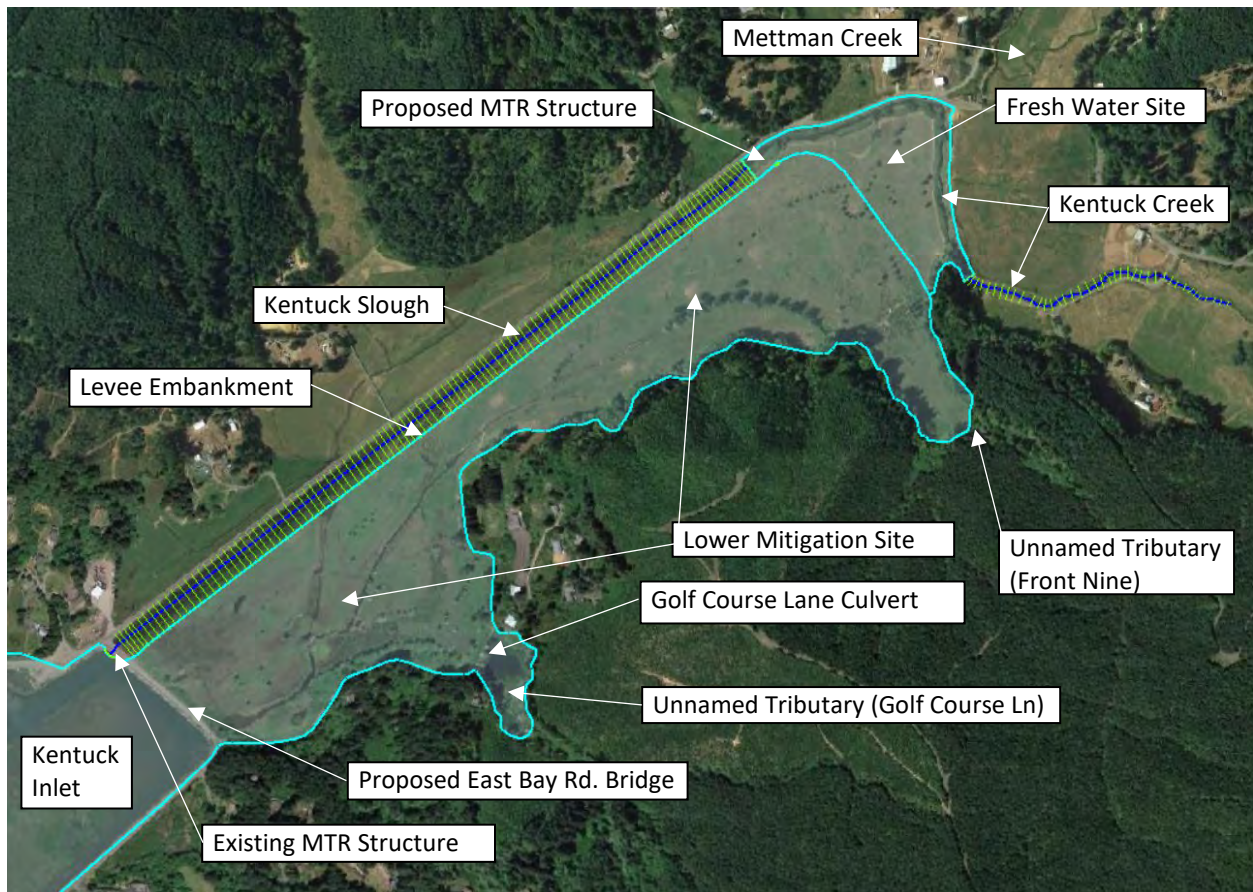 Mettman Creek
Proposed MTR Structure
Fresh Water Site
Kentuck Creek
Kentuck Slough
Levee Embankment
Lower Mitigation Site
Unnamed Tributary
(Front Nine)
Golf Course Lane Culvert
Unnamed Tributary (Golf Course Ln)
Kentuck
Inlet
Proposed East Bay Rd. Bridge
Existing MTR Structure